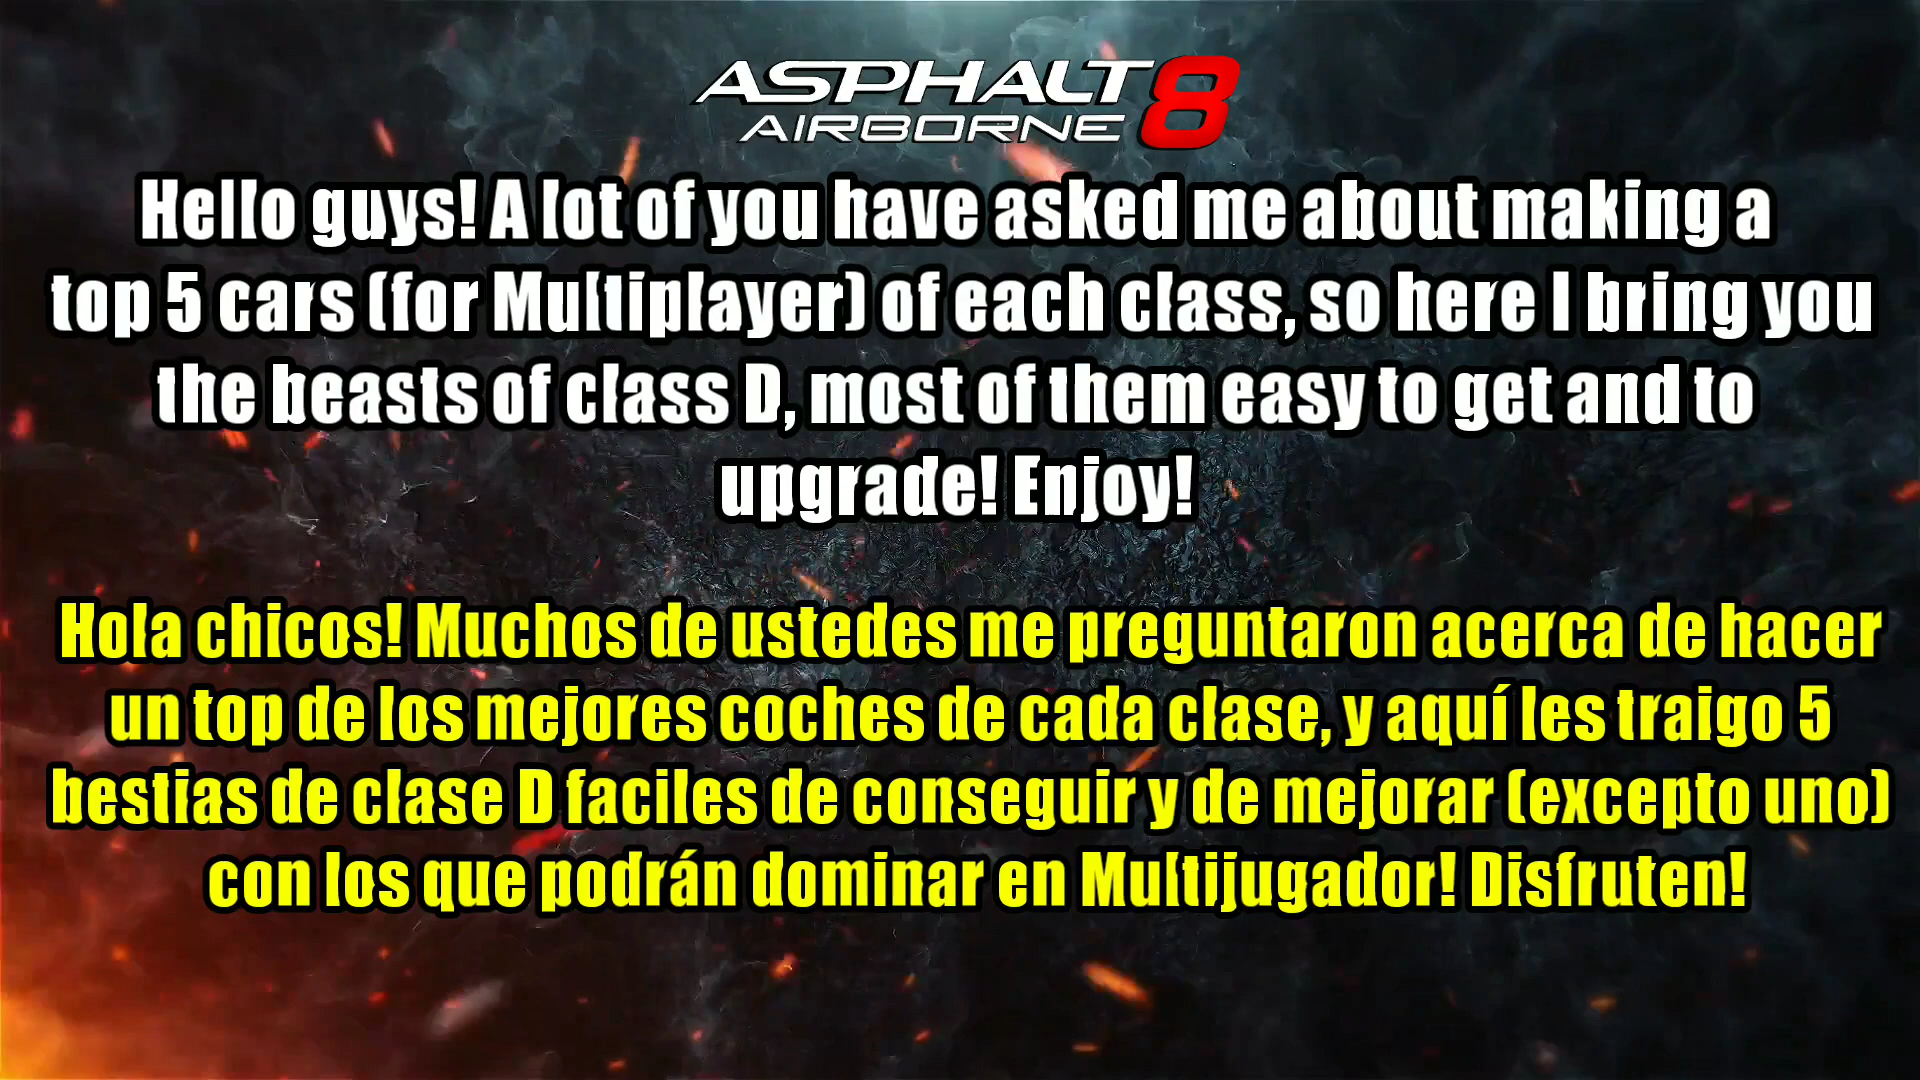 ASPHALT 8
AIRBORNE
Hello guys! A lot of you have asked me about making a
top 5 cars (for Multiplayer) of each class, so here I bring you
the beasts of class D, most of them easy to get and to
upgrade! Enjoy!
Hola chicos! Muchos de ustedes me preguntaron acerca de hacer
un top de los mejores coches de cada clase, y aquí les traigo 5
bestias de clase D faciles de conseguir y de mejorar (excepto uno)
con los que podrán dominar en Multijugador! Disfruten!